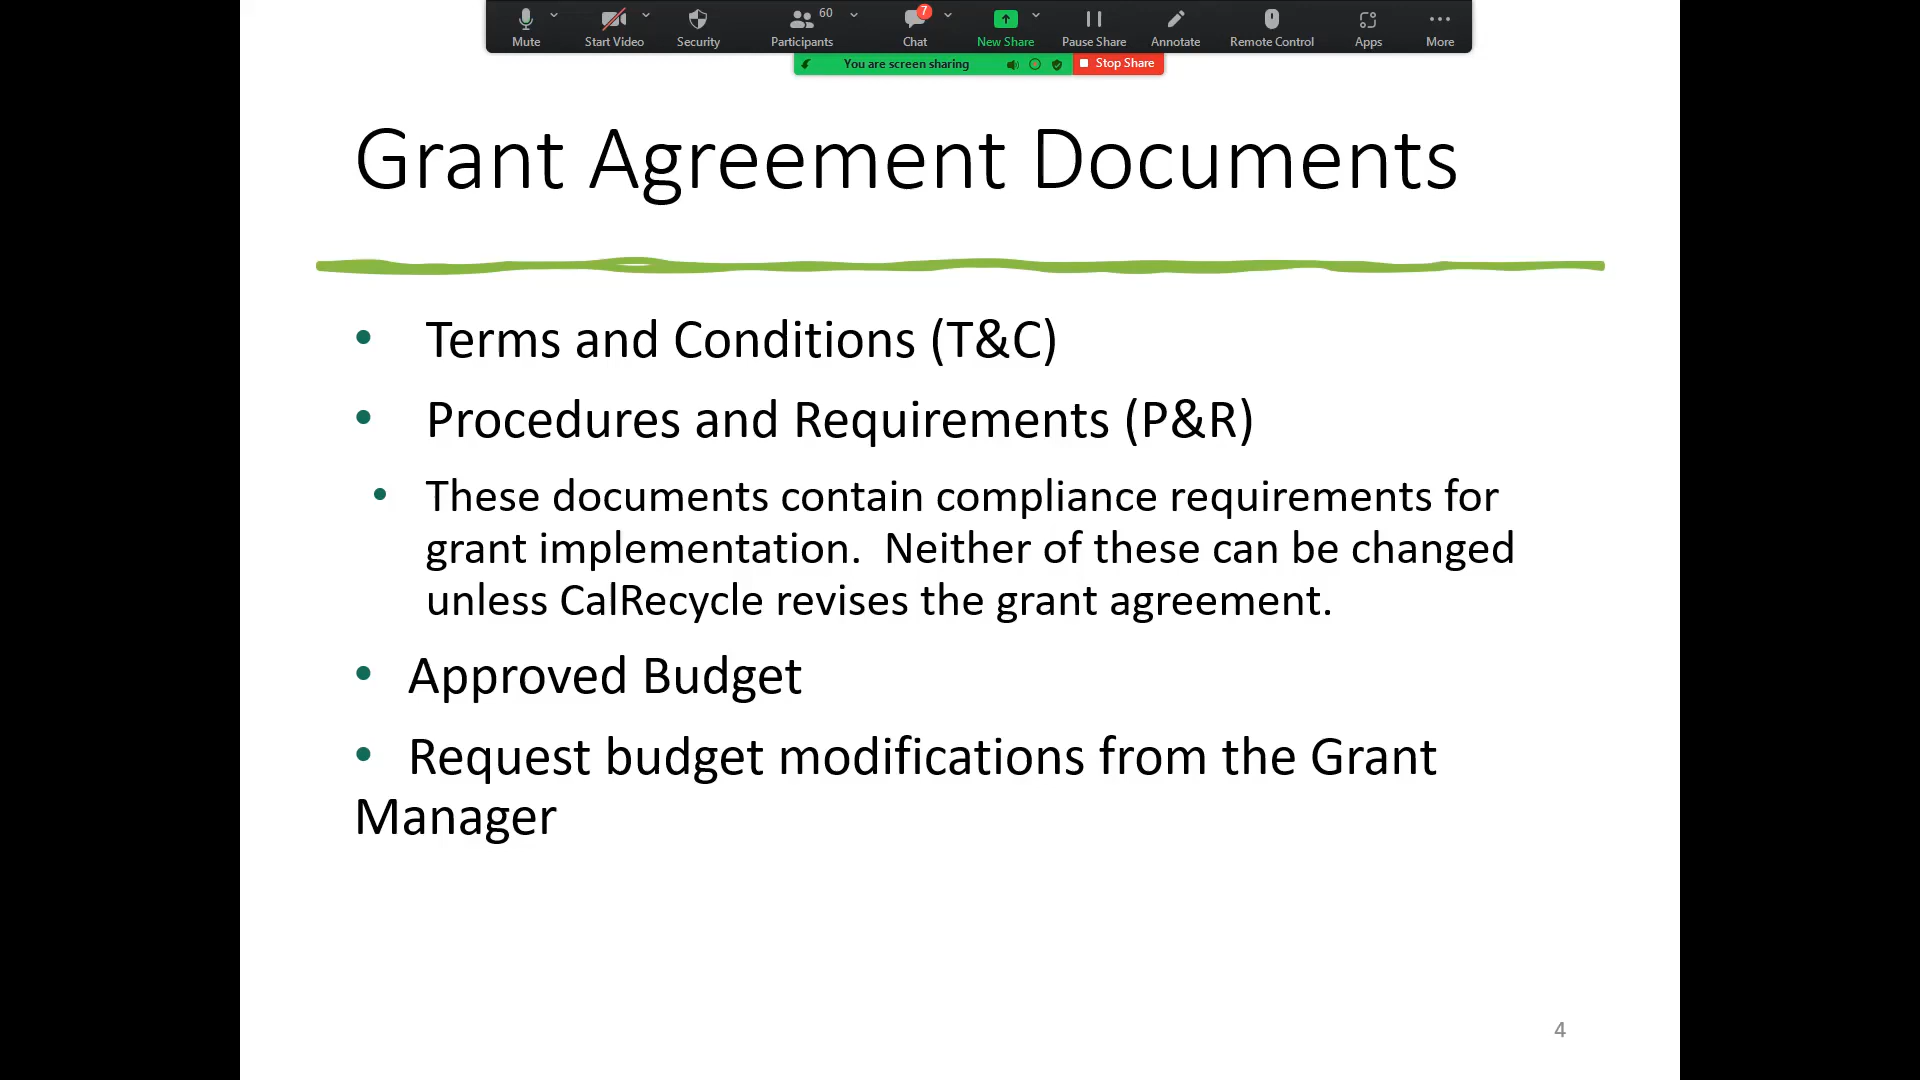 60
7
Mute
Start Video
Security
Participants
Chat
New Share
Pause Share
Annotate
Remote Control
Apps
More
You are screen sharing
Stop Share
Grant Agreement Documents
• Terms and Conditions (T&C)
• Procedures and Requirements (P&R)
• These documents contain compliance requirements for
grant implementation.  Neither of these can be changed
unless CalRecycle revises the grant agreement.
• Approved Budget
• Request budget modifications from the Grant
Manager
4